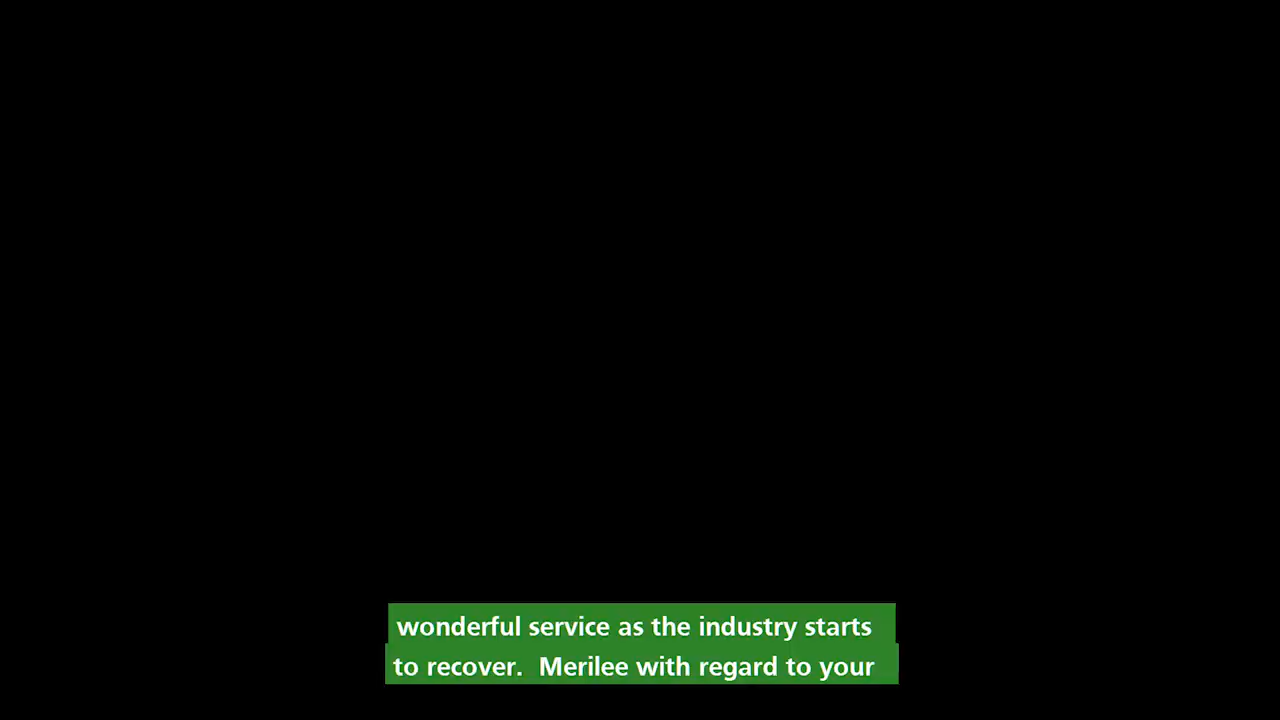 wonderful service as the industry starts
to recover.  Merilee with regard to your